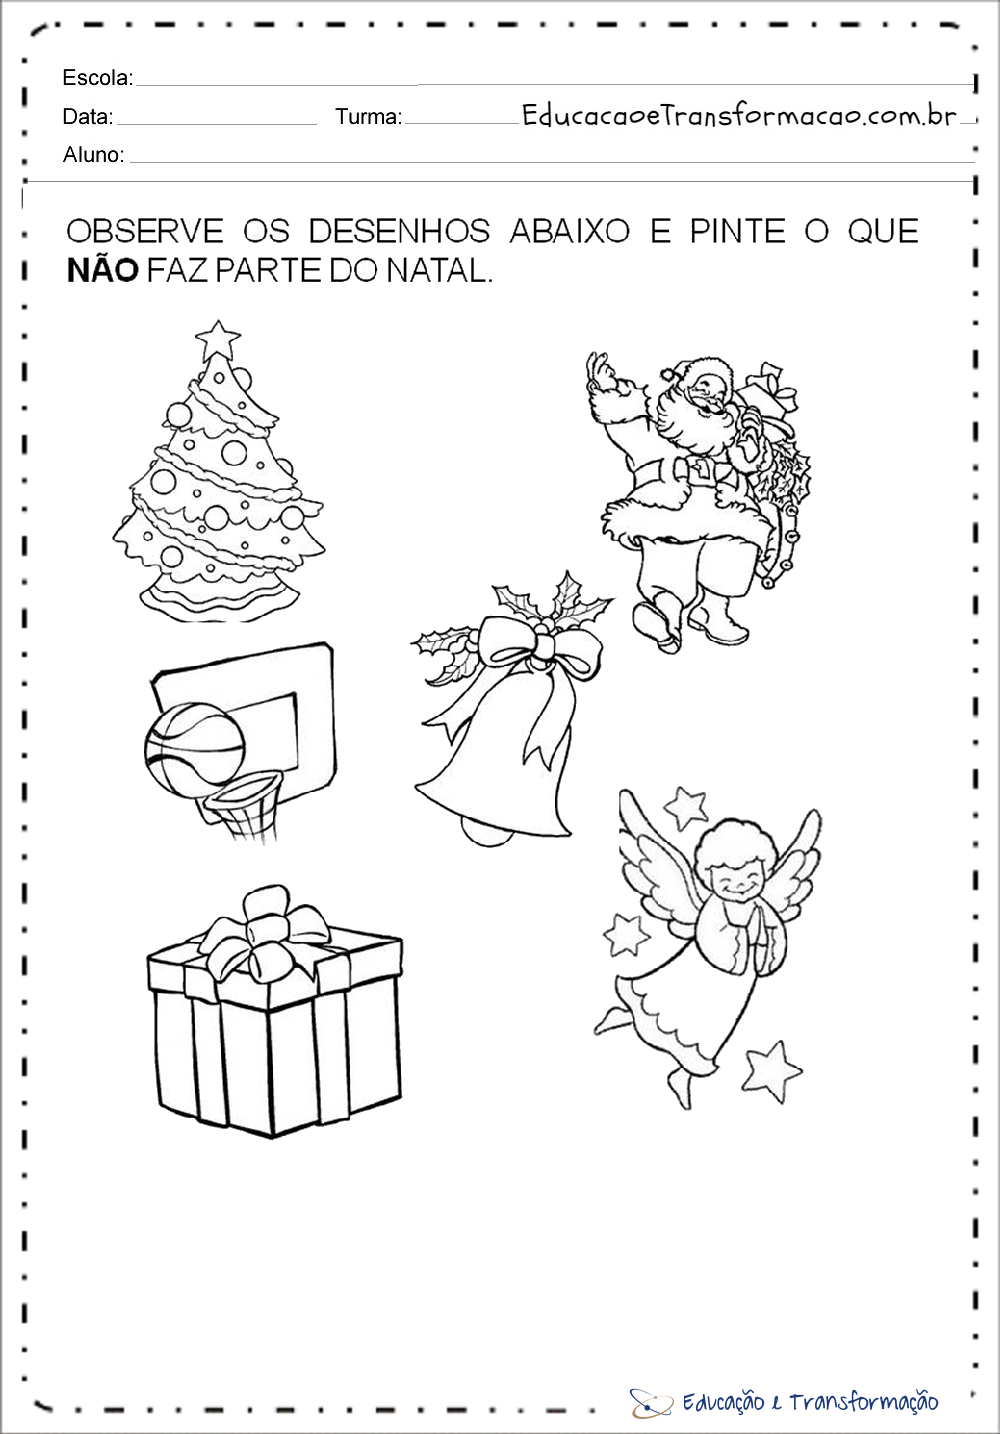 Escola:
Data: Turma: EducacaoeTransformacao.com.br
Aluno:
OBSERVE OS DESENHOS ABAIXO E PINTE O QUE
NÃO FAZ PARTE DO NATAL.
Educação e Transformação